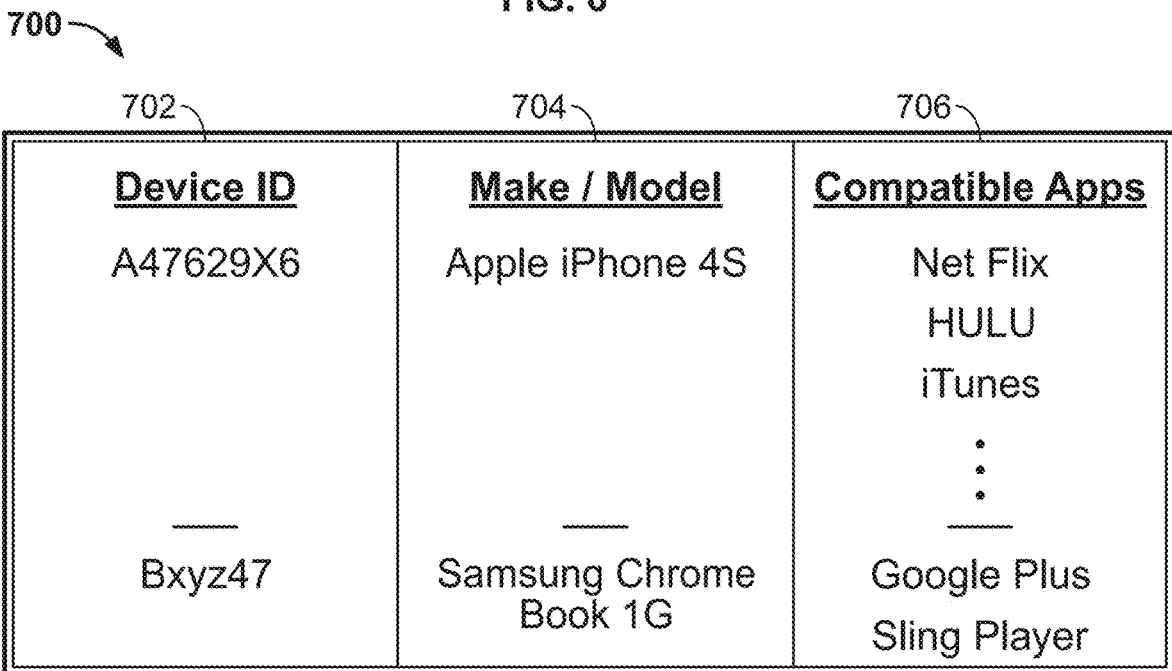 700
702 704 706
Device ID Make / Model Compatible Apps
A47629X6 Apple iPhone 4S Net Flix
HULU
iTunes
Bxyz47 Samsung Chrome Google Plus
Book 1G
Sling Player